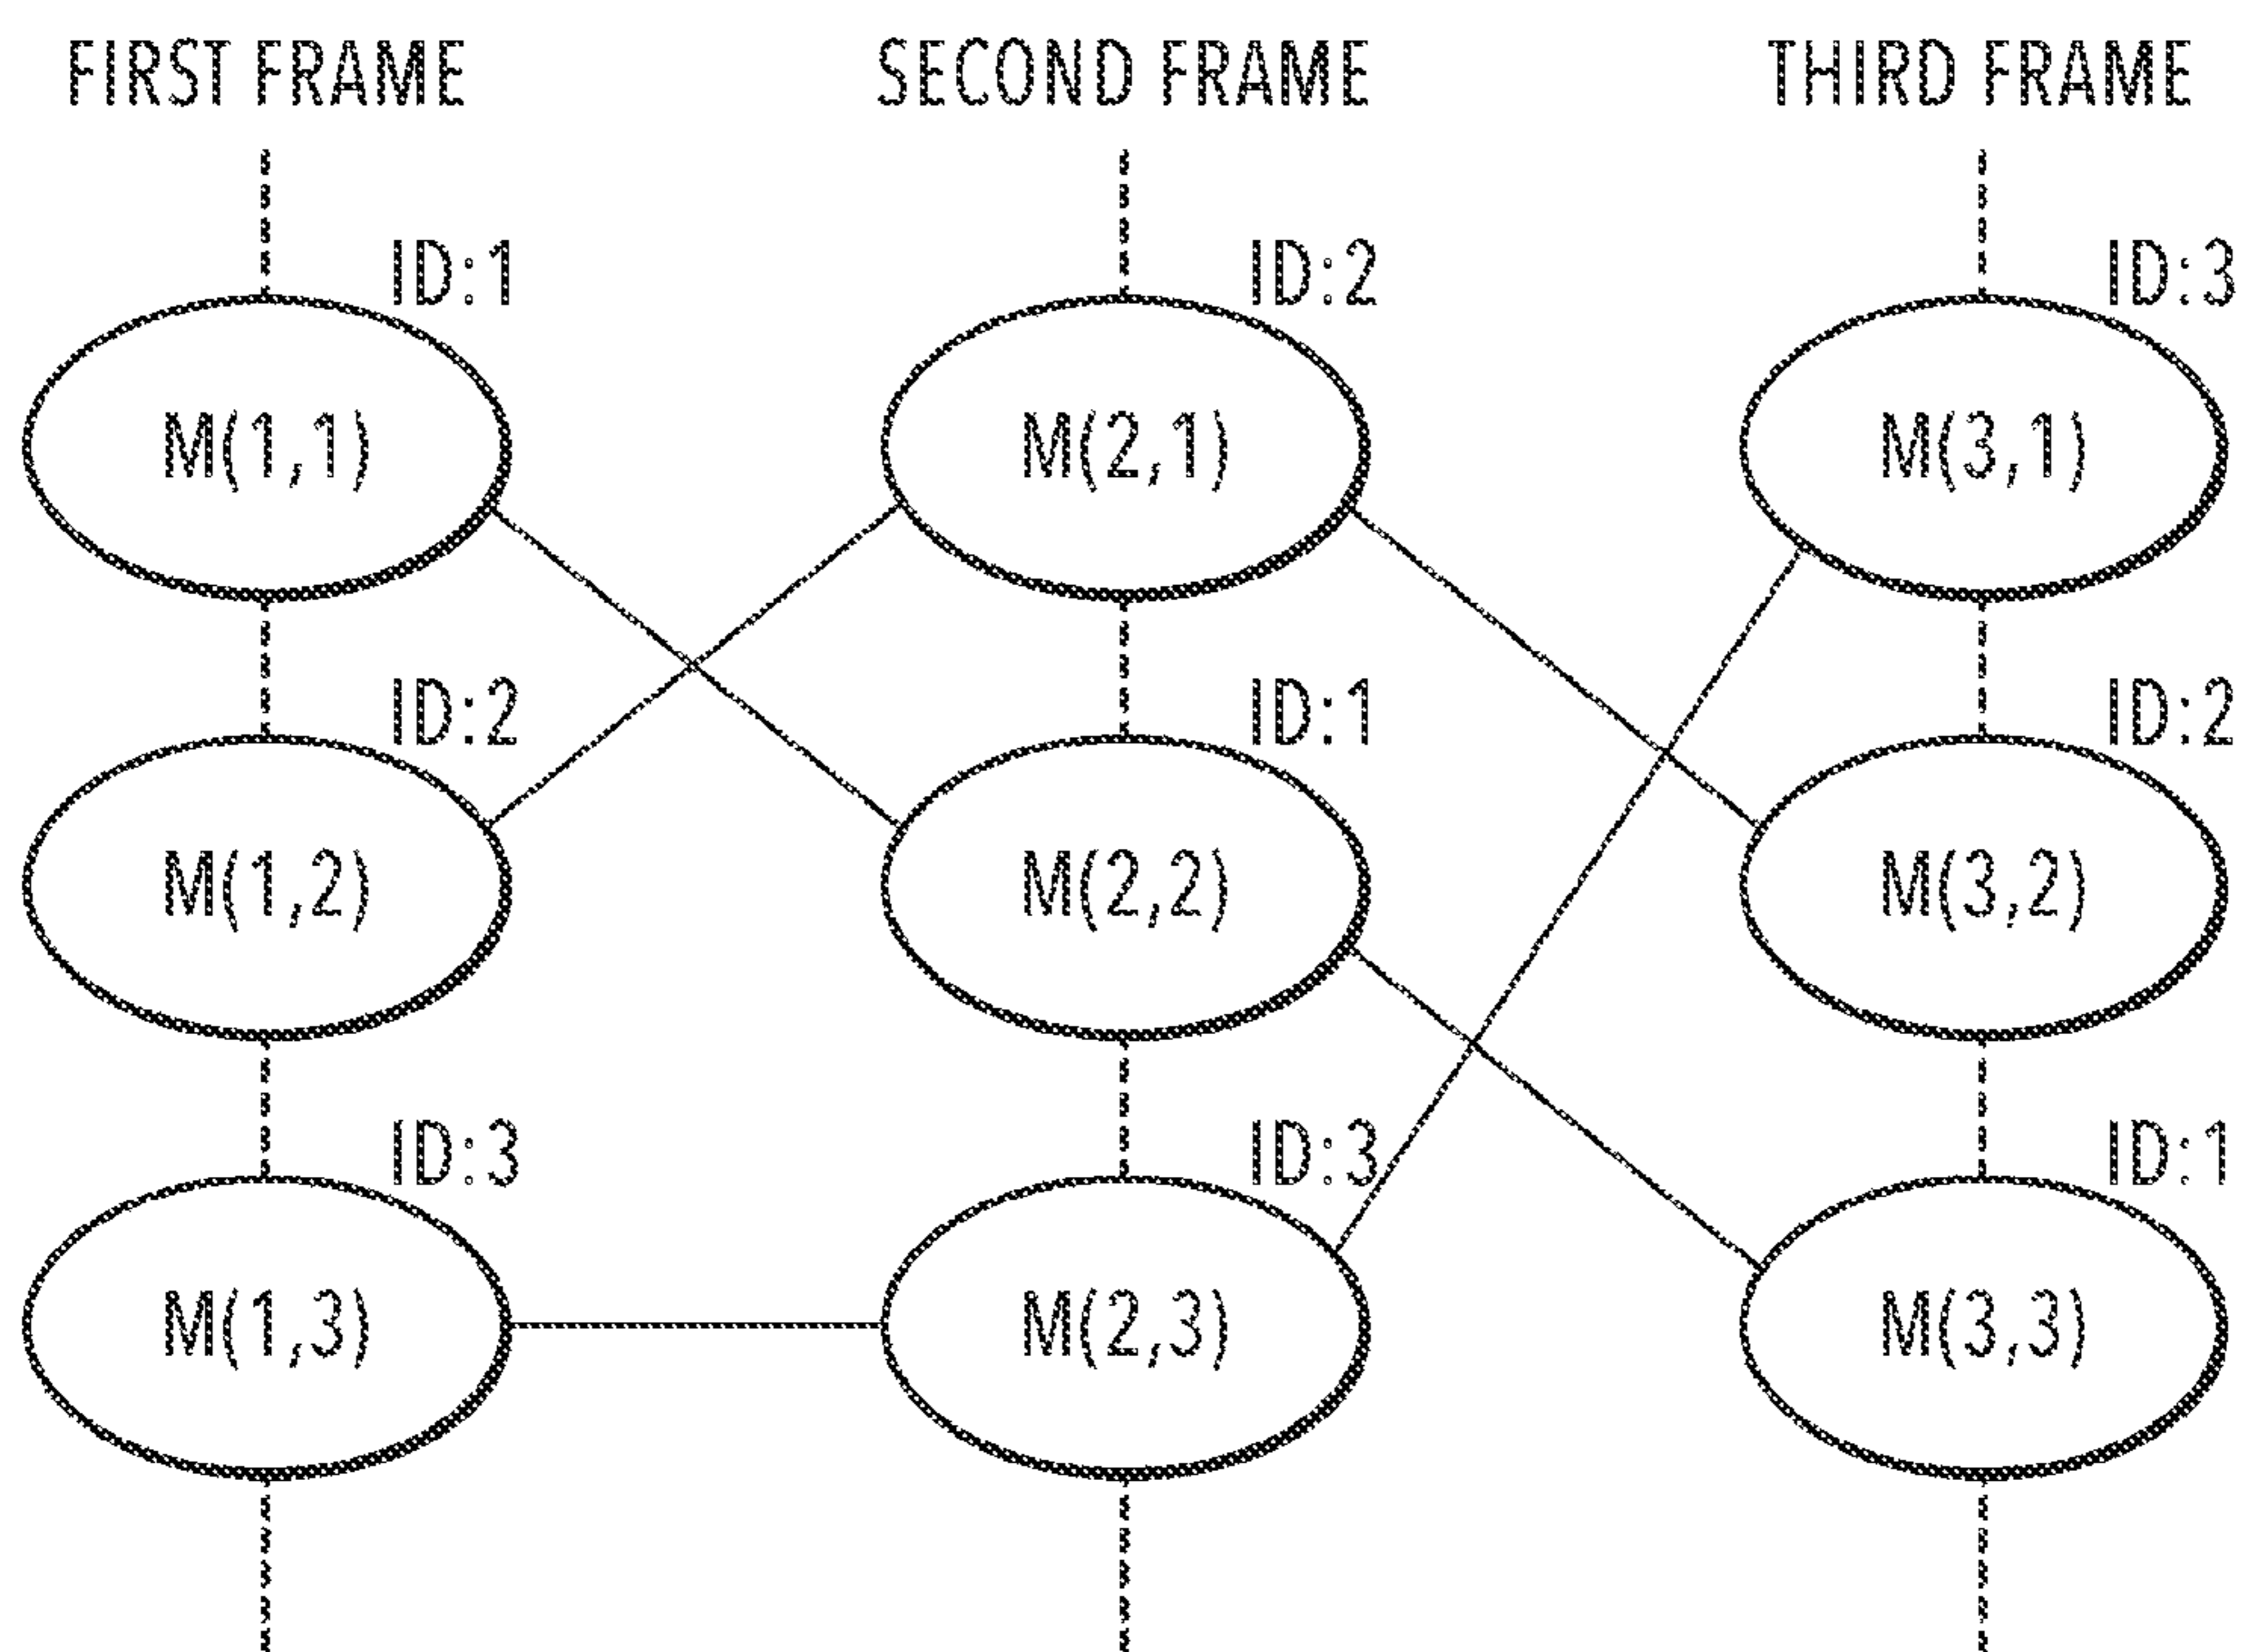 FIRST FRAME SECOND FRAME THIRD FRAME
ID:1 ID:2 ID:3
M(1,1) M(2,1) M(3,1)
ID:2 ID:1 ID:2
M(1,2) M(2,2) M(3,2)
ID:3 ID:3 ID:1
M(1,3) M(2,3) M(3,3)